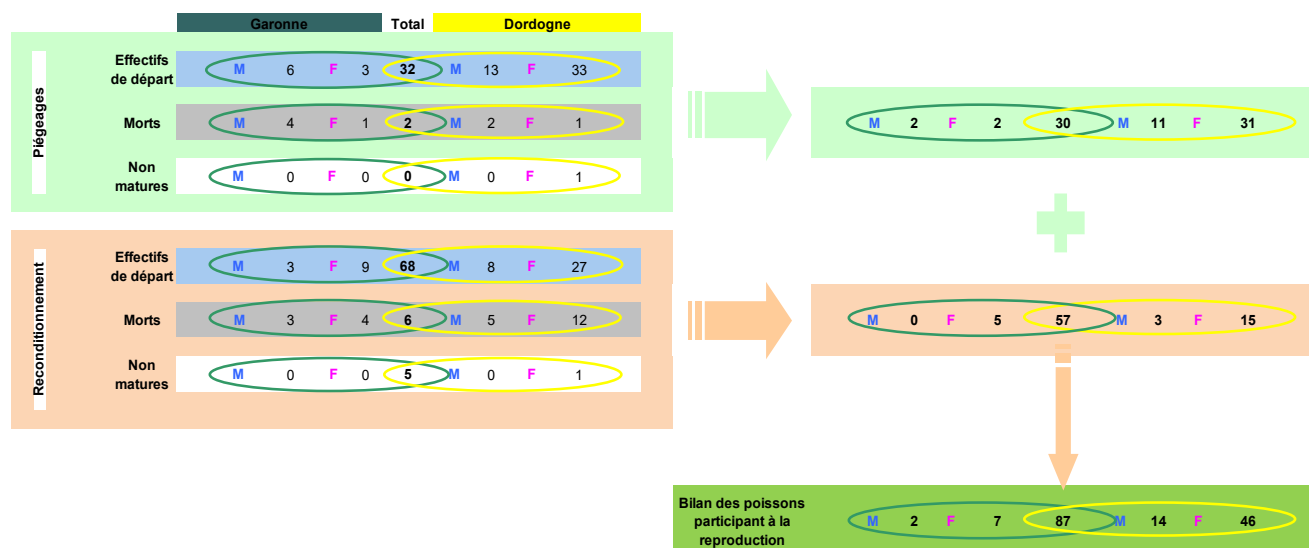 Garonne Total Dordogne
Piégeages
Effectifs
de départ
M 6 F 3 32 M 13 F 33
Morts
M 4 F 1 2 M 2 F 1
Non
matures
M 0 F 0 0 M 0 F 1
M 2 F 2 30 M 11 F 31
Reconditionnement
Effectifs
de départ
M 3 F 9 68 M 8 F 27
Morts
M 3 F 4 6 M 5 F 12
Non
matures
M 0 F 0 5 M 0 F 1
M 0 F 5 57 M 3 F 15
Bilan des poissons
participant à la
reproduction
M 2 F 7 87 M 14 F 46